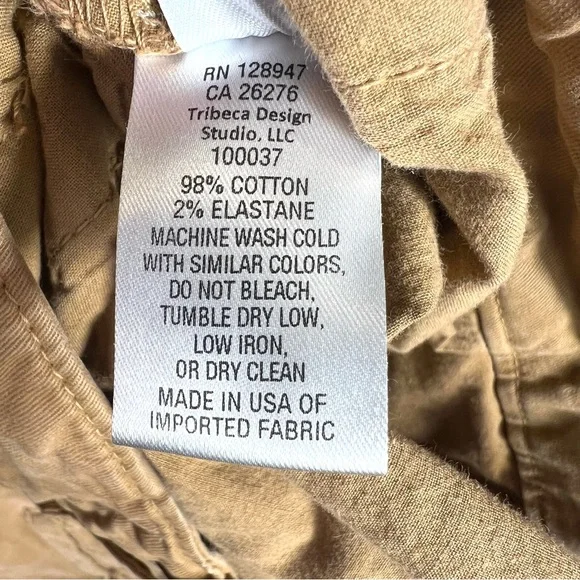 RN 128947
CA 26276
Tribeca Design
Studio, LLC
100037
98% COTTON
2% ELASTANE
MACHINE WASH COLD
WITH SIMILAR COLORS,
DO NOT BLEACH,
TUMBLE DRY LOW,
LOW IRON,
OR DRY CLEAN
MADE IN USA OF
IMPORTED FABRIC